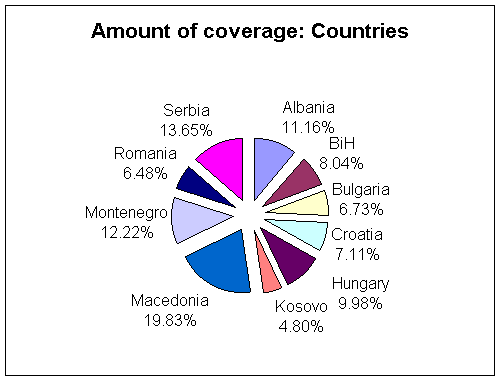 Amount of coverage: Countries
Albania
11.16%
BiH
8.04%
Bulgaria
6.73%
Croatia
7.11%
Hungary
9.98%
Kosovo
4.80%
Macedonia
19.83%
Montenegro
12.22%
Romania
6.48%
Serbia
13.65%